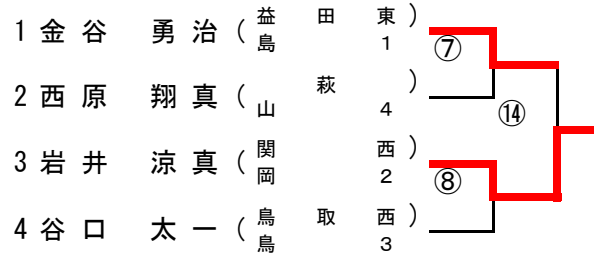 1 金谷 勇治 ( 益田東 島1 )
⑦
2 西原 翔真 ( 萩 山4 )
⑭
3 岩井 涼真 ( 関西 岡2 )
⑧
4 谷口 太一 ( 鳥取西 鳥3 )